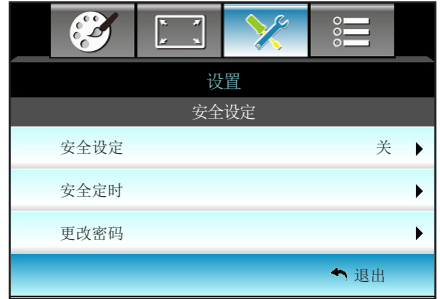 设置
安全设定
安全设定 关
安全定时
更改密码
退出